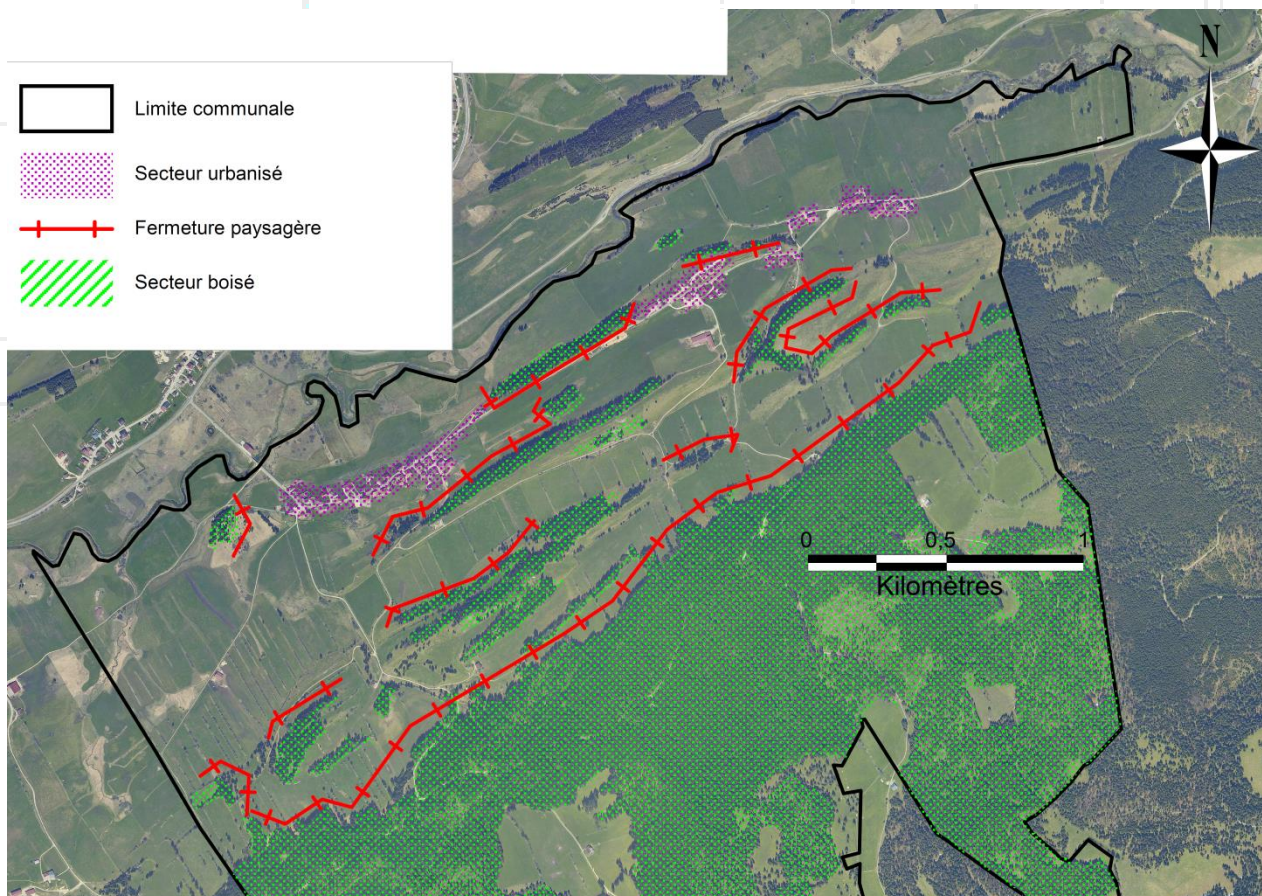 Limite communale
Secteur urbanisé
Fermeture paysagère
Secteur boisé
N
0 0,5 1
Kilomètres